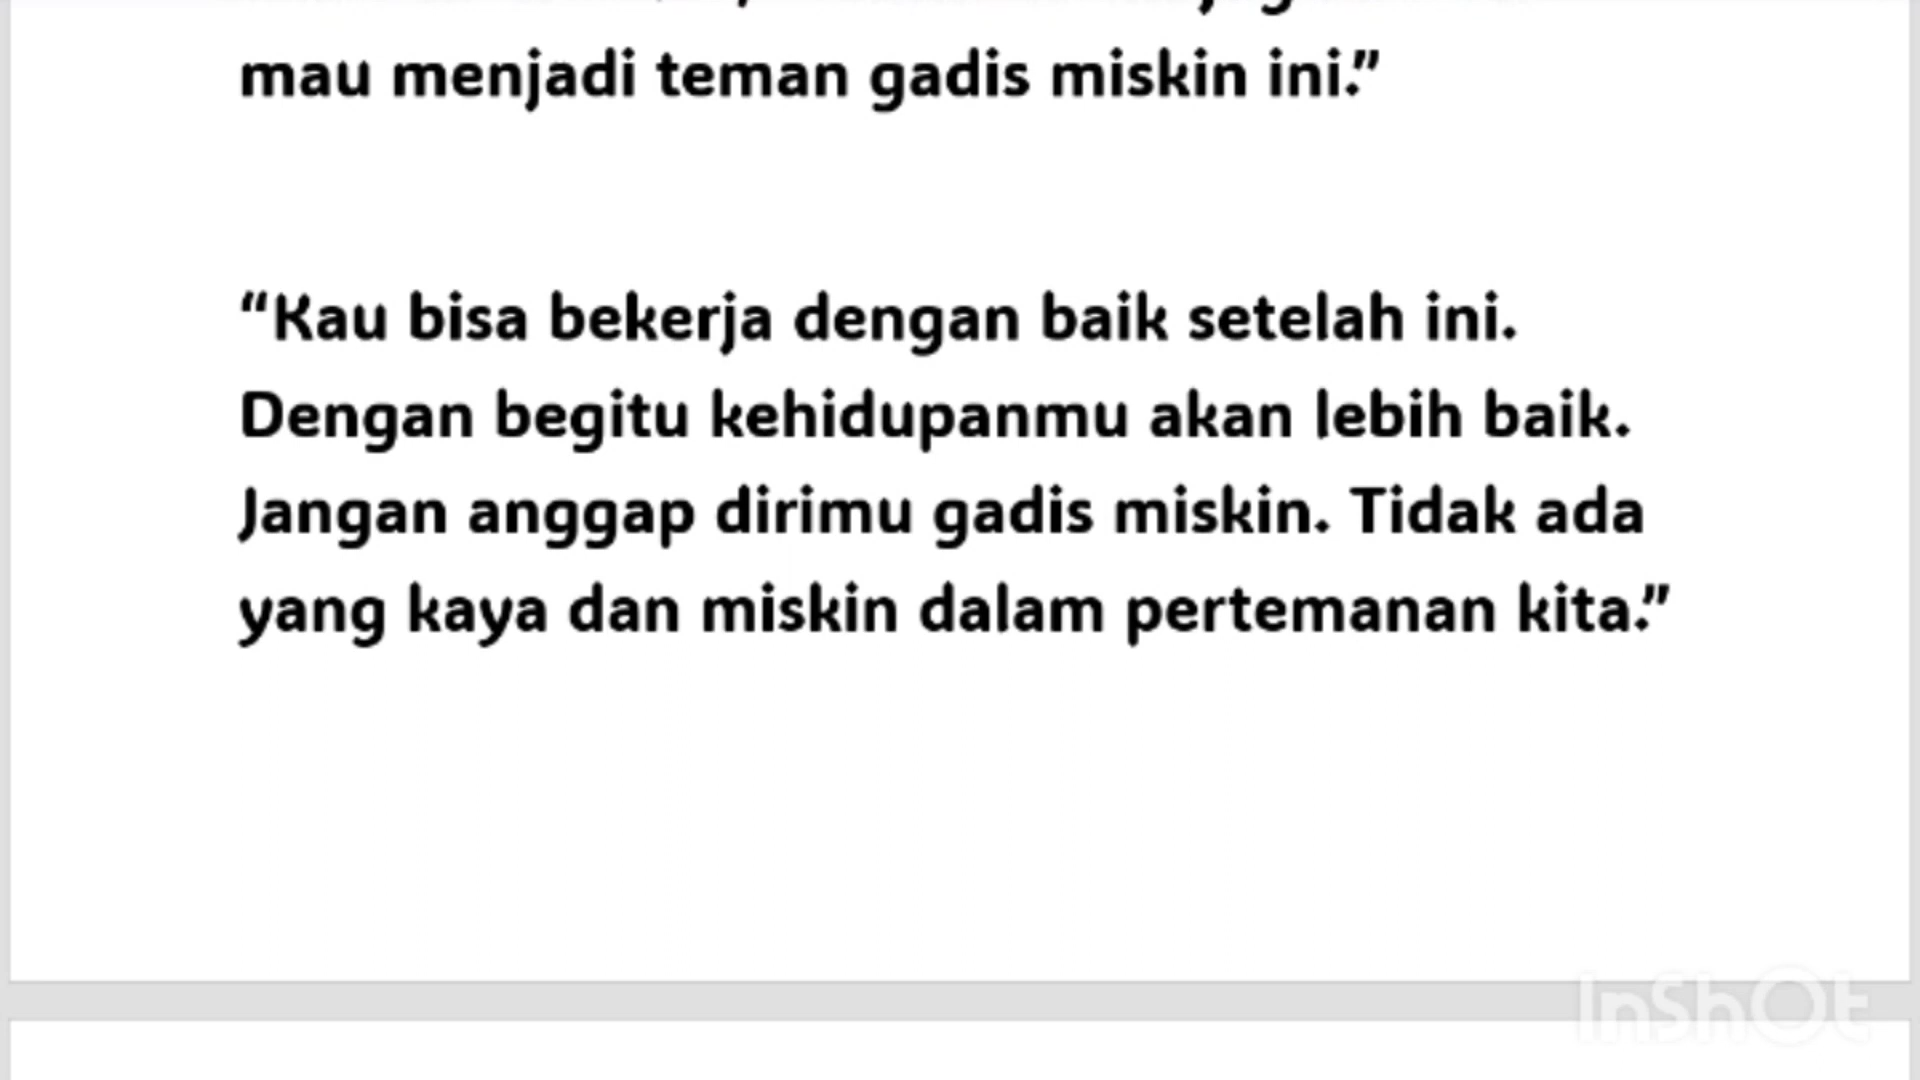 mau menjadi teman gadis miskin ini.”
“Kau bisa bekerja dengan baik setelah ini.
Dengan begitu kehidupanmu akan lebih baik.
Jangan anggap dirimu gadis miskin. Tidak ada
yang kaya dan miskin dalam pertemanan kita.”
InShOt